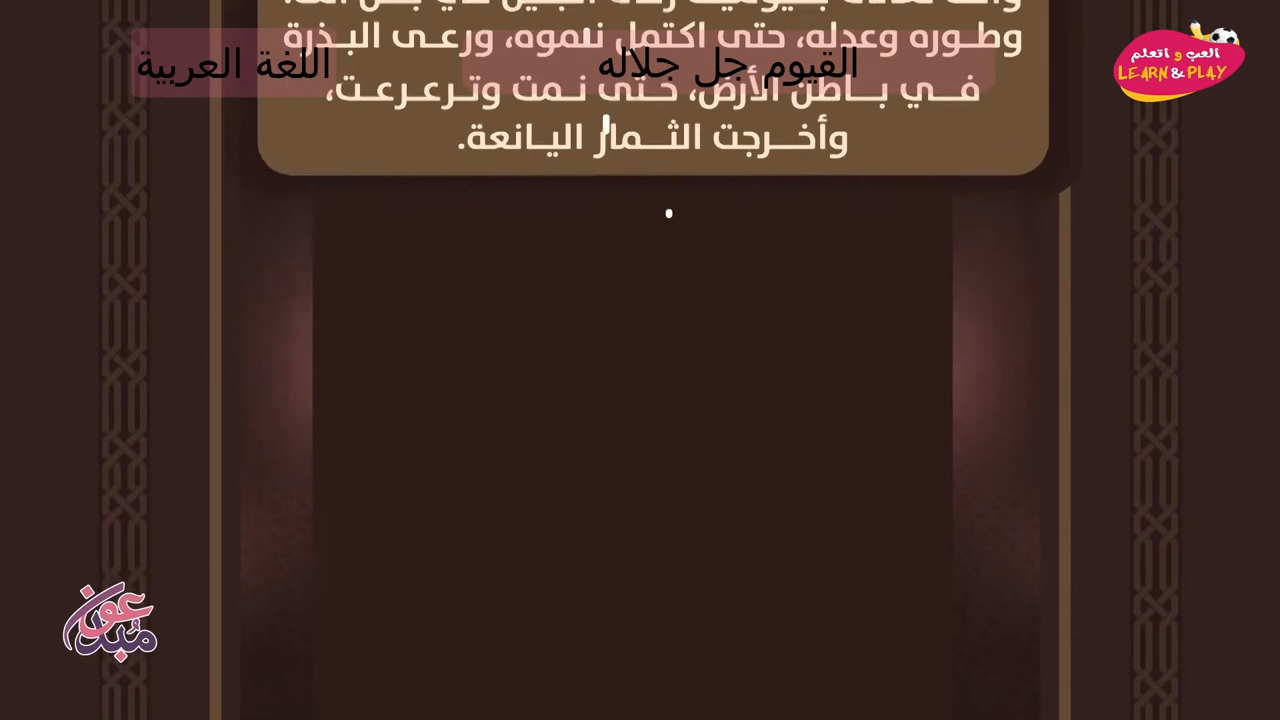 وطوره وعدله، حتى اكتمل نموه، ورعى البذرة
القيوم جل جلاله
اللغة العربية
في باطن الأرض، حتى نمت وترعرعت،
وأخرجت الثمار اليانعة.
العب و اتعلم
LEARN & PLAY
مبدعون